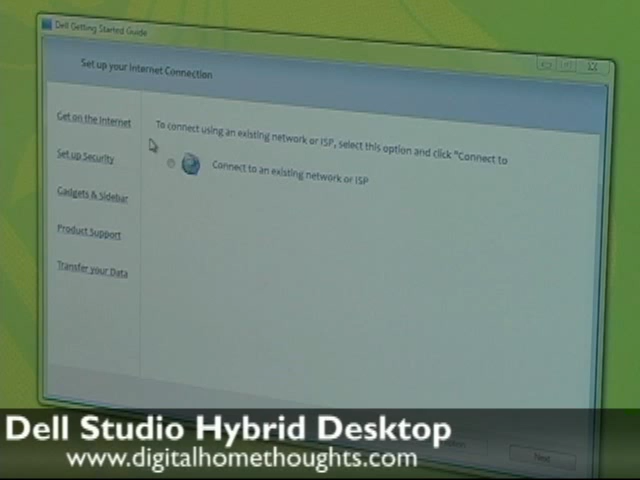 Dell Getting Started Guide
Set up your Internet Connection
Get on the Internet
Set up Security
Gadgets & Sidebar
Product Support
Transfer your Data
To connect using an existing network or ISP, select this option and click "Connect to
Connect to an existing network or ISP
Next
Dell Studio Hybrid Desktop
www.digitalhomethoughts.com